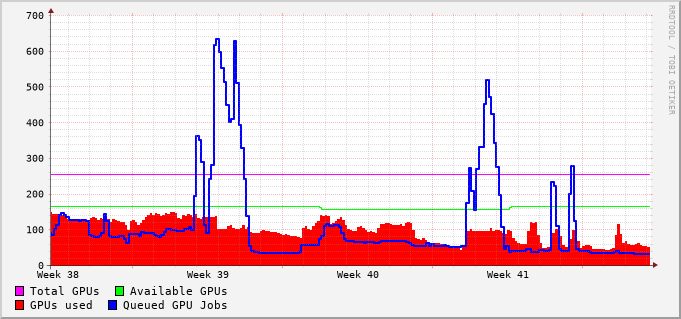 700
600
500
400
300
200
100
0
Week 38 Week 39 Week 40 Week 41
Total GPUs Available GPUs
GPUs used Queued GPU Jobs
RRDTOOL / TOBI OETIKER